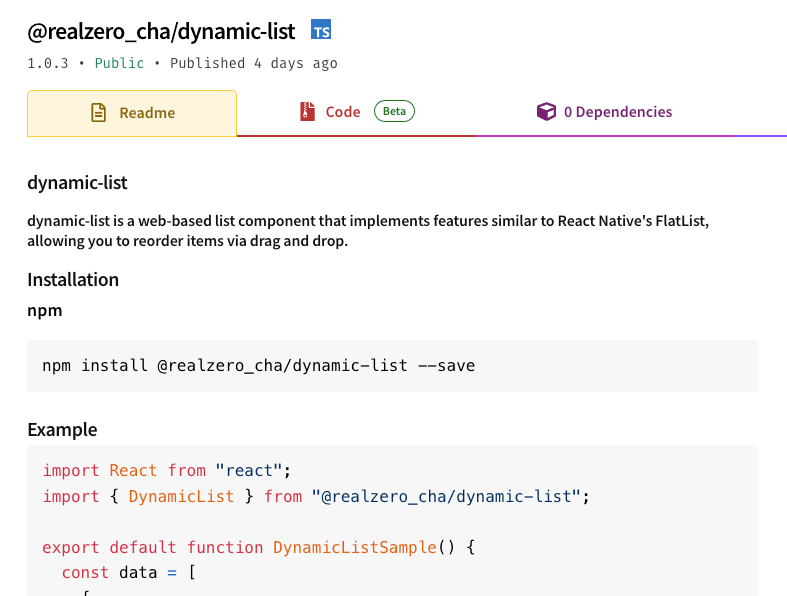 @realzero_cha/dynamic-list TS
1.0.3 • Public • Published 4 days ago
Readme Code Beta 0 Dependencies
dynamic-list
dynamic-list is a web-based list component that implements features similar to React Native's FlatList,
allowing you to reorder items via drag and drop.
Installation
npm
npm install @realzero_cha/dynamic-list --save
Example
import React from "react";
import { DynamicList } from "@realzero_cha/dynamic-list";
export default function DynamicListSample() {
  const data = [
    {